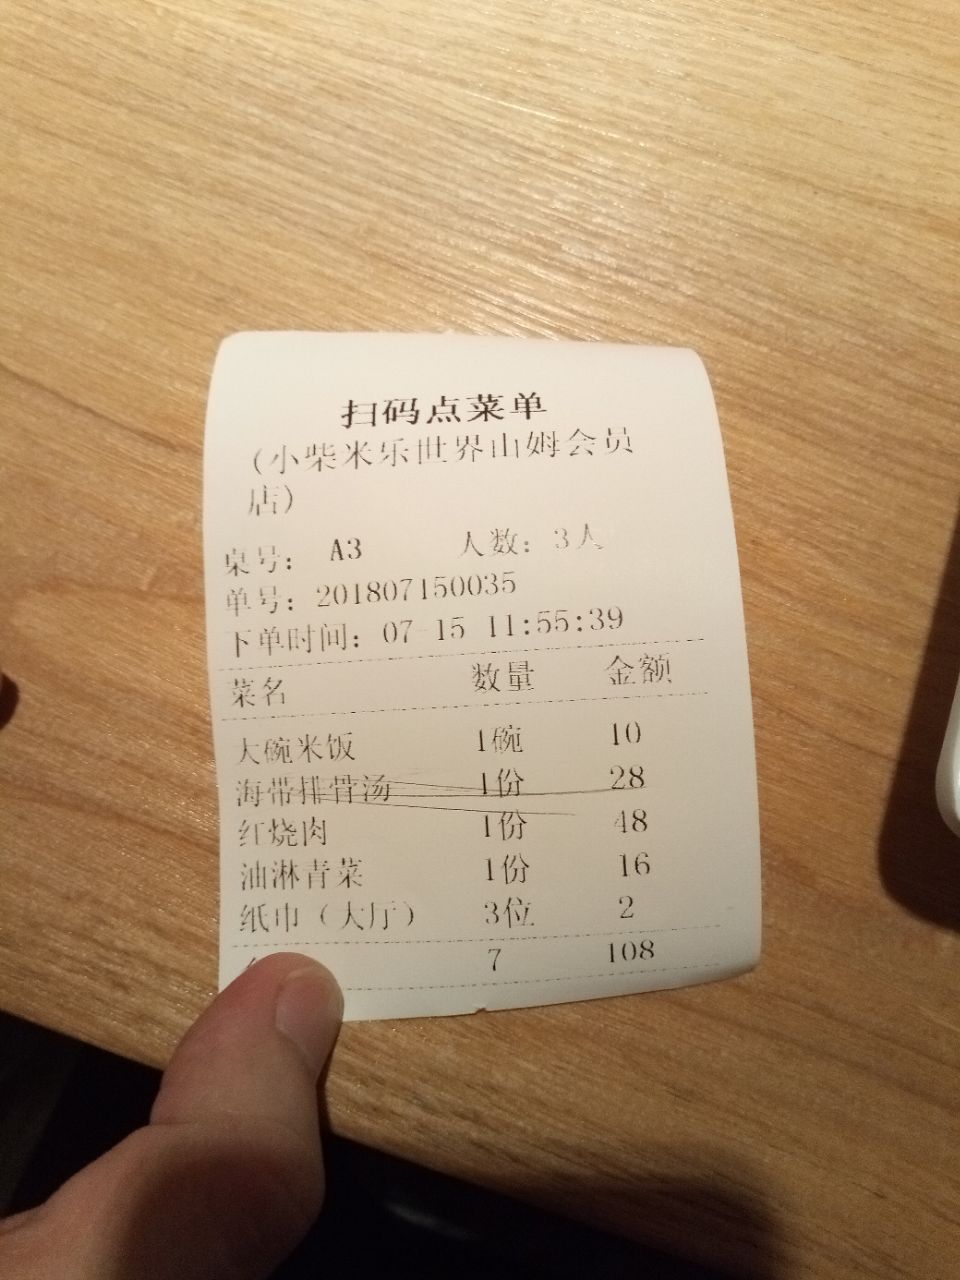 扫码点菜单
(小柴米乐世界山姆会员
店)
桌号: A3 人数: 3人
单号: 201807150035
下单时间: 07-15 11:55:39
菜名 数量 金额
大碗米饭 1碗 10
海带排骨汤 1份 28
红烧肉 1份 48
油淋青菜 1份 16
纸巾(大厅) 3位 2
7 108